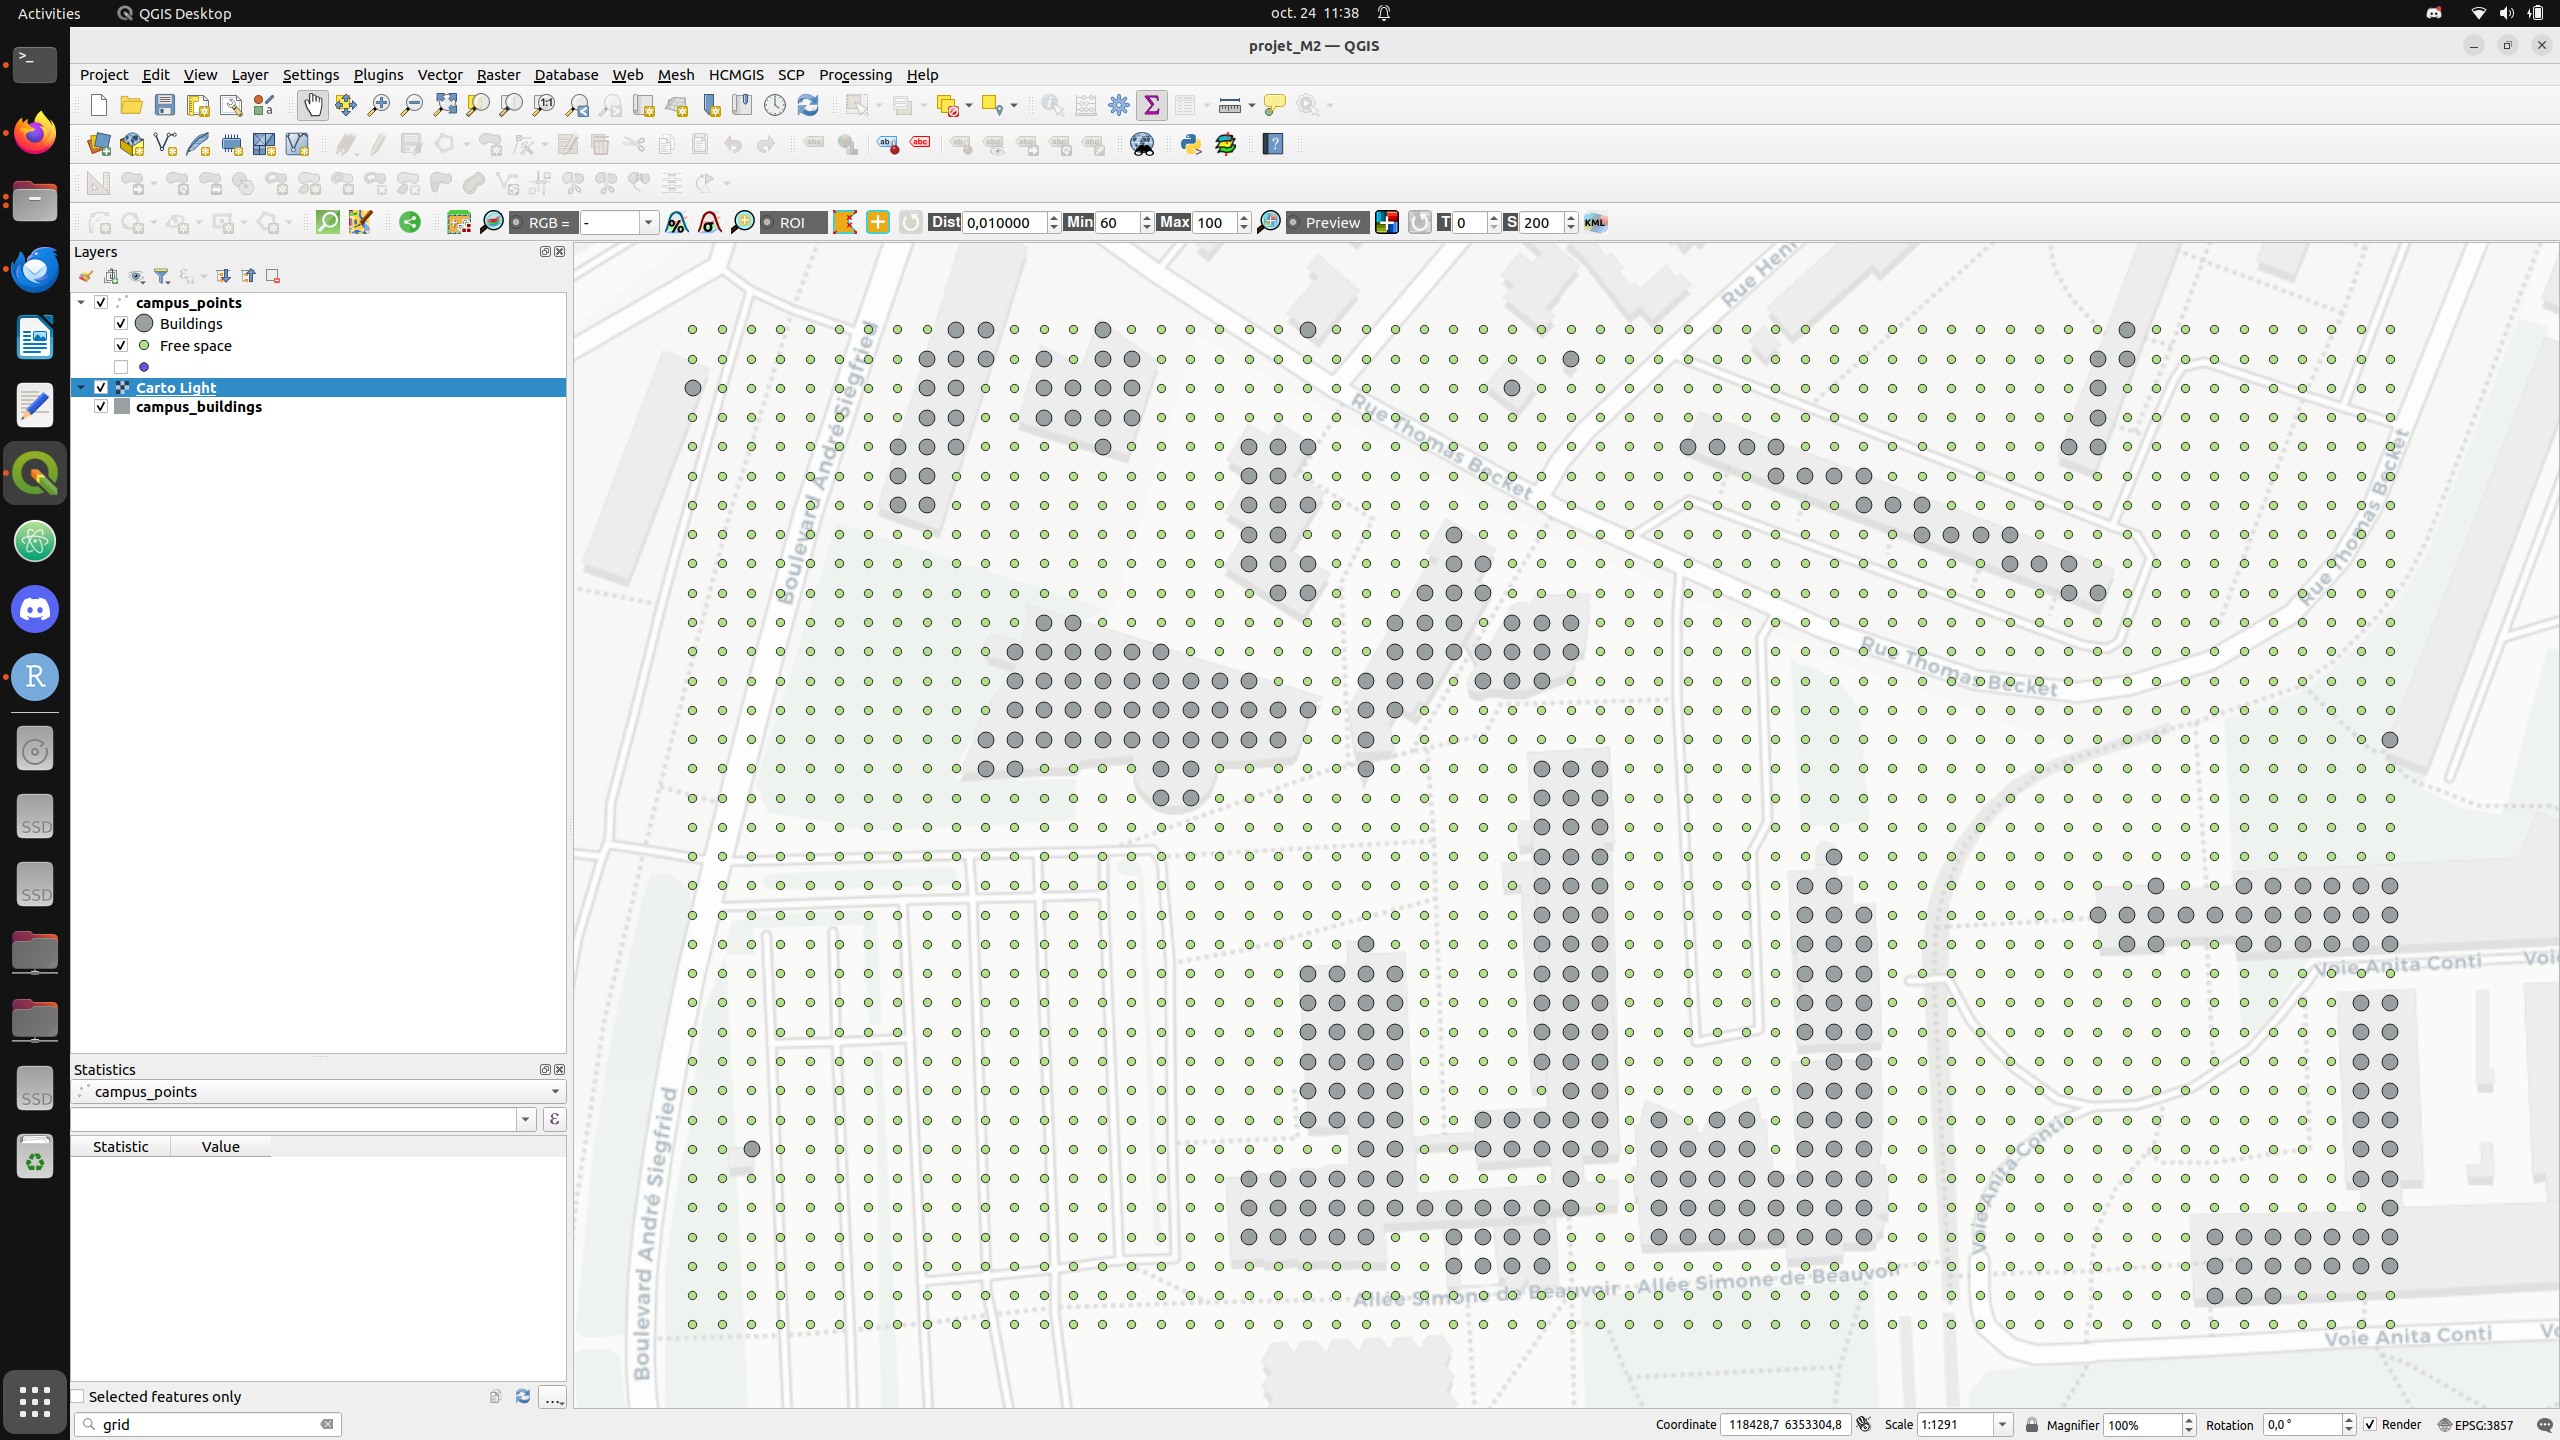 Activities QGIS Desktop oct. 24 11:38
projet_M2 — QGIS
Project Edit View Layer Settings Plugins Vector Raster Database Web Mesh HCMGIS SCP Processing Help
RGB = - ROI Dist 0,010000 Min 60 Max 100 Preview T 0 S 200 KML
Layers
campus_points
Buildings
Free space
Carto Light
campus_buildings
Statistics
campus_points
Statistic Value
Selected features only
grid
Boulevard André Siegfried
Rue Thomas Becket
Rue Henri
Rue Thomas Becket
Rue Thomas Becket
Voie Anita Conti
Voie
Voie Anita Conti
Boulevard André Siegfried
Allée Simone de Beauvoir
Allée Simone de Beauvoir
Voie Anita Conti
SSD
SSD
SSD
Coordinate 118428,7 6353304,8 Scale 1:1291 Magnifier 100% Rotation 0,0 ° Render EPSG:3857